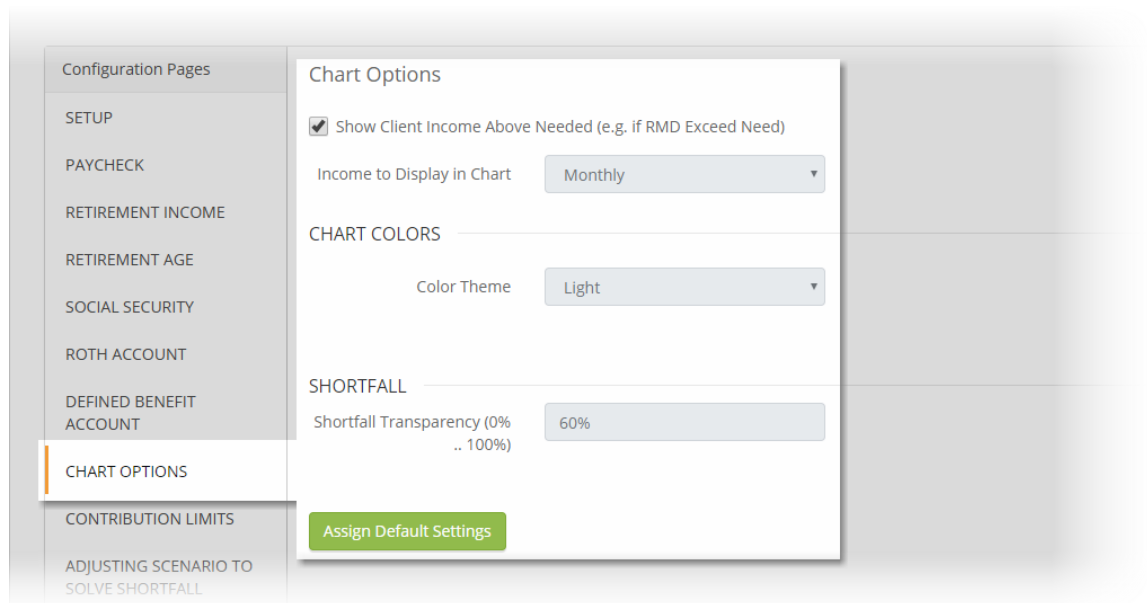 Configuration Pages
SETUP
PAYCHECK
RETIREMENT INCOME
RETIREMENT AGE
SOCIAL SECURITY
ROTH ACCOUNT
DEFINED BENEFIT
ACCOUNT
CHART OPTIONS
CONTRIBUTION LIMITS
ADJUSTING SCENARIO TO
SOLVE SHORTFALL
Chart Options
Show Client Income Above Needed (e.g. if RMD Exceed Need)
Income to Display in Chart Monthly
CHART COLORS
Color Theme Light
SHORTFALL
Shortfall Transparency (0% 60%
.. 100%)
Assign Default Settings